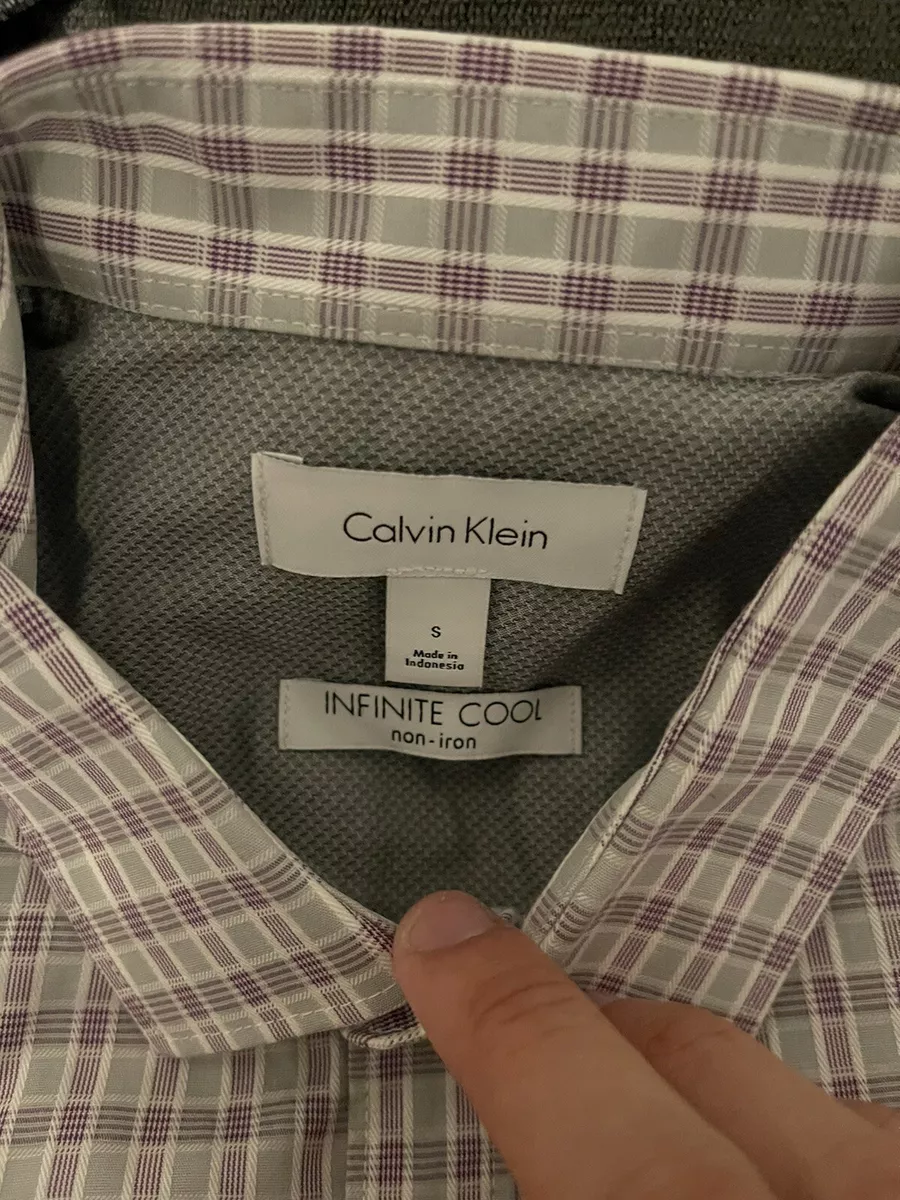 Calvin Klein
S
Made in
Indonesia
INFINITE COOL
non-iron